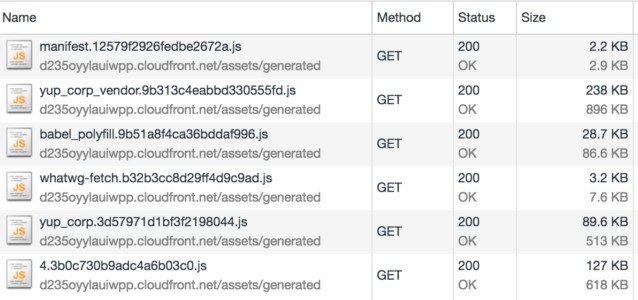 Name Method Status Size
manifest.12579f2926fedbe2672a.js GET 200 2.2 KB
d235oyylauiwpp.cloudfront.net/assets/generated OK 2.9 KB
yup_corp_vendor.9b313c4eabbd330555fd.js GET 200 238 KB
d235oyylauiwpp.cloudfront.net/assets/generated OK 896 KB
babel_polyfill.9b51a8f4ca36bddaf996.js GET 200 28.7 KB
d235oyylauiwpp.cloudfront.net/assets/generated OK 86.6 KB
whatwg-fetch.b32b3cc8d29ff4d9c9ad.js GET 200 3.2 KB
d235oyylauiwpp.cloudfront.net/assets/generated OK 7.6 KB
yup_corp.3d57971d1bf3f2198044.js GET 200 89.6 KB
d235oyylauiwpp.cloudfront.net/assets/generated OK 513 KB
4.3b0c730b9adc4a6b03c0.js GET 200 127 KB
d235oyylauiwpp.cloudfront.net/assets/generated OK 618 KB